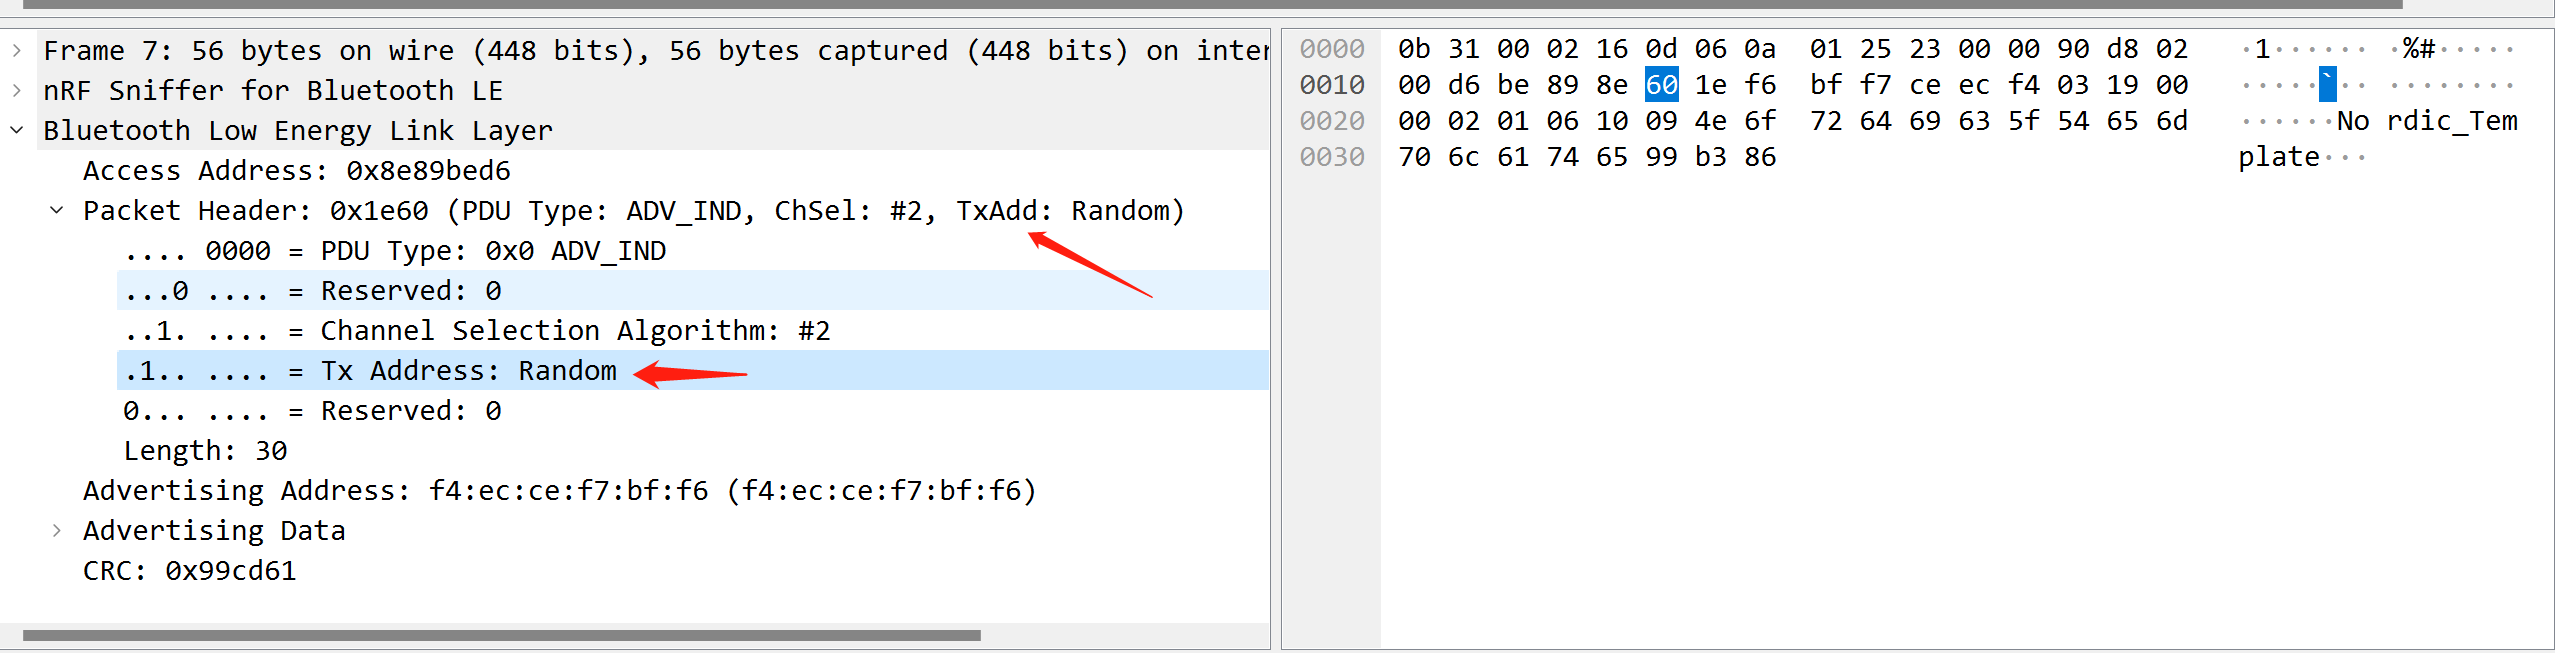 Frame 7: 56 bytes on wire (448 bits), 56 bytes captured (448 bits) on inter
nRF Sniffer for Bluetooth LE
Bluetooth Low Energy Link Layer
Access Address: 0x8e89bed6
Packet Header: 0x1e60 (PDU Type: ADV_IND, ChSel: #2, TxAdd: Random)
.... 0000 = PDU Type: 0x0 ADV_IND
...0 .... = Reserved: 0
..1. .... = Channel Selection Algorithm: #2
.1.. .... = Tx Address: Random
0... .... = Reserved: 0
Length: 30
Advertising Address: f4:ec:ce:f7:bf:f6 (f4:ec:ce:f7:bf:f6)
Advertising Data
CRC: 0x99cd61
0000 0b 31 00 02 16 0d 06 0a 01 25 23 00 00 90 d8 02 ·1······ ·%#·····
0010 00 d6 be 89 8e 60 1e f6 bf f7 ce ec f4 03 19 00 ·····`·· ········
0020 00 02 01 06 10 09 4e 6f 72 64 69 63 5f 54 65 6d ······No rdic_Tem
0030 70 6c 61 74 65 99 b3 86 plate···